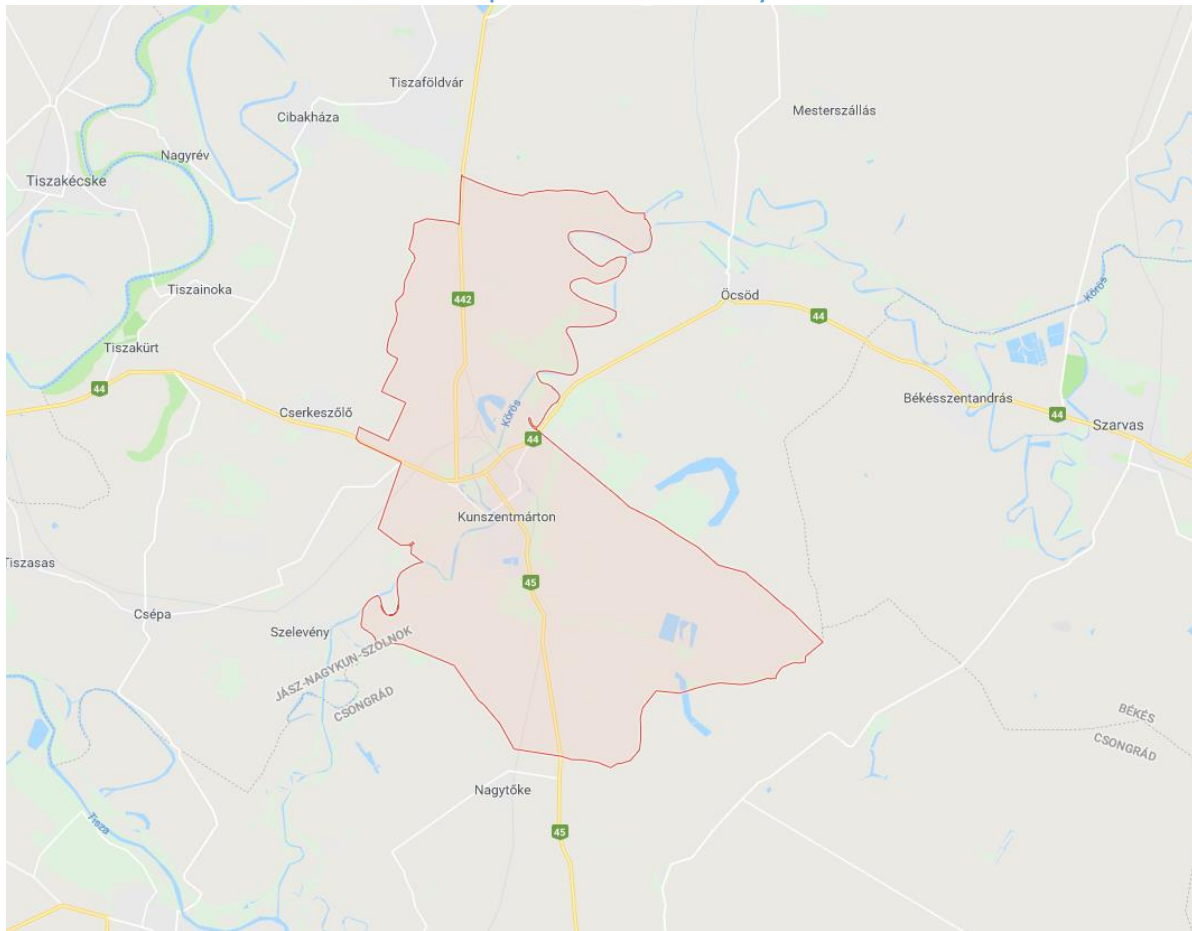 Tiszaföldvár
Mesterszállás
Cibakháza
Nagyrév
Tiszakécske
Tiszainoka
442
Öcsöd
Körös
44
Tiszakürt
44
Békésszentandrás
44
Szarvas
Cserkeszőlő
Körös
44
Kunszentmárton
Tiszasas
45
Csépa
Szelevény
JÁSZ-NAGYKUN-SZOLNOK
CSONGRÁD
BÉKÉS
CSONGRÁD
Nagytőke
Tisza
45